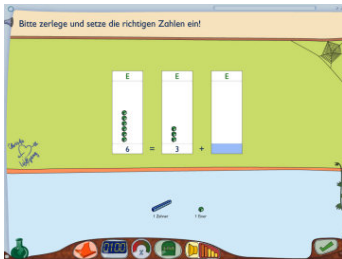 Bitte zerlege und setze die richtigen Zahlen ein!
E E E
6 = 3 +
1 Zehner 1 Einer